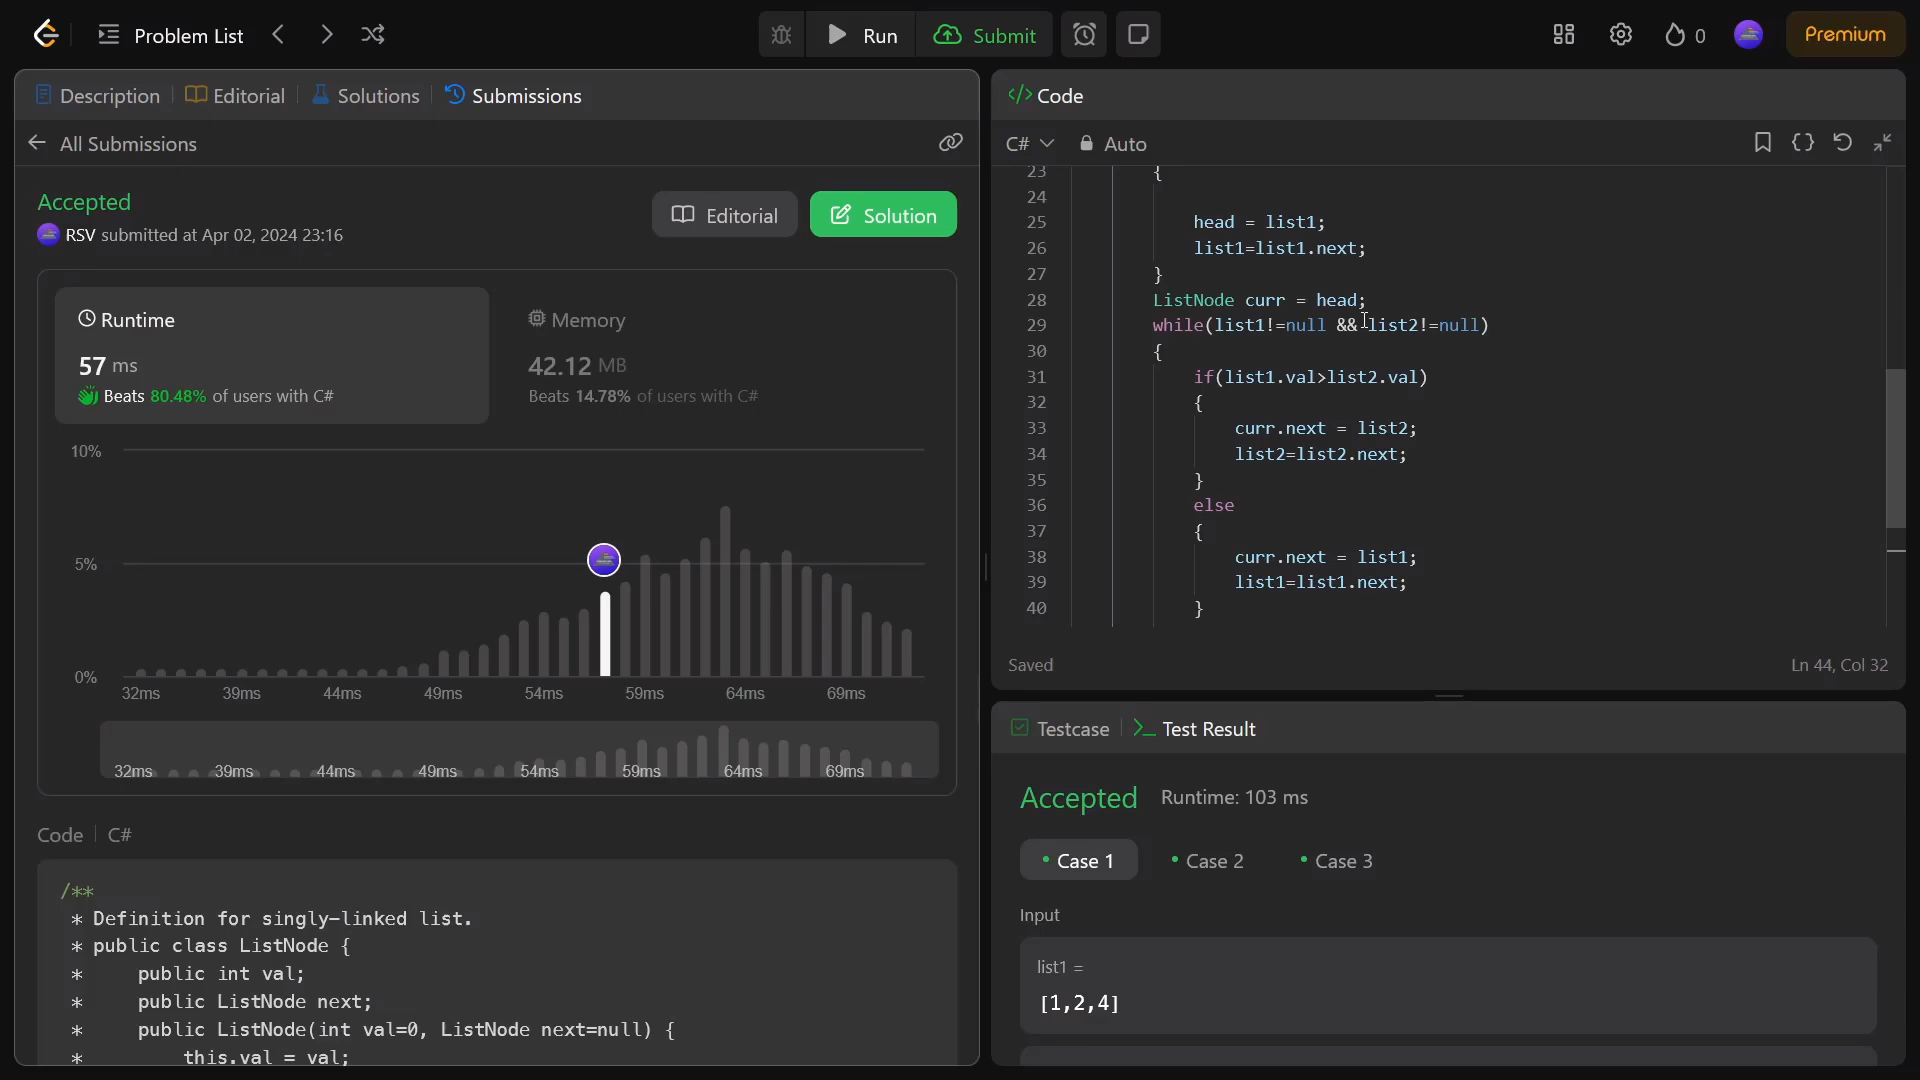 Problem List
Run
Submit
0
Premium
Description
Editorial
Solutions
Submissions
All Submissions
Accepted
RSV submitted at Apr 02, 2024 23:16
Editorial
Solution
Runtime
57 ms
Beats 80.48% of users with C#
Memory
42.12 MB
Beats 14.78% of users with C#
10%
5%
0%
32ms 39ms 44ms 49ms 54ms 59ms 64ms 69ms
32ms 39ms 44ms 49ms 54ms 59ms 64ms 69ms
Code C#
/**
* Definition for singly-linked list.
* public class ListNode {
* public int val;
* public ListNode next;
* public ListNode(int val=0, ListNode next=null) {
* this.val = val;
</> Code
C# Auto
23 {
24
25 head = list1;
26 list1=list1.next;
27 }
28 ListNode curr = head;
29 while(list1!=null && list2!=null)
30 {
31 if(list1.val>list2.val)
32 {
33 curr.next = list2;
34 list2=list2.next;
35 }
36 else
37 {
38 curr.next = list1;
39 list1=list1.next;
40 }
Saved
Ln 44, Col 32
Testcase
Test Result
Accepted Runtime: 103 ms
Case 1
Case 2
Case 3
Input
list1 =
[1,2,4]